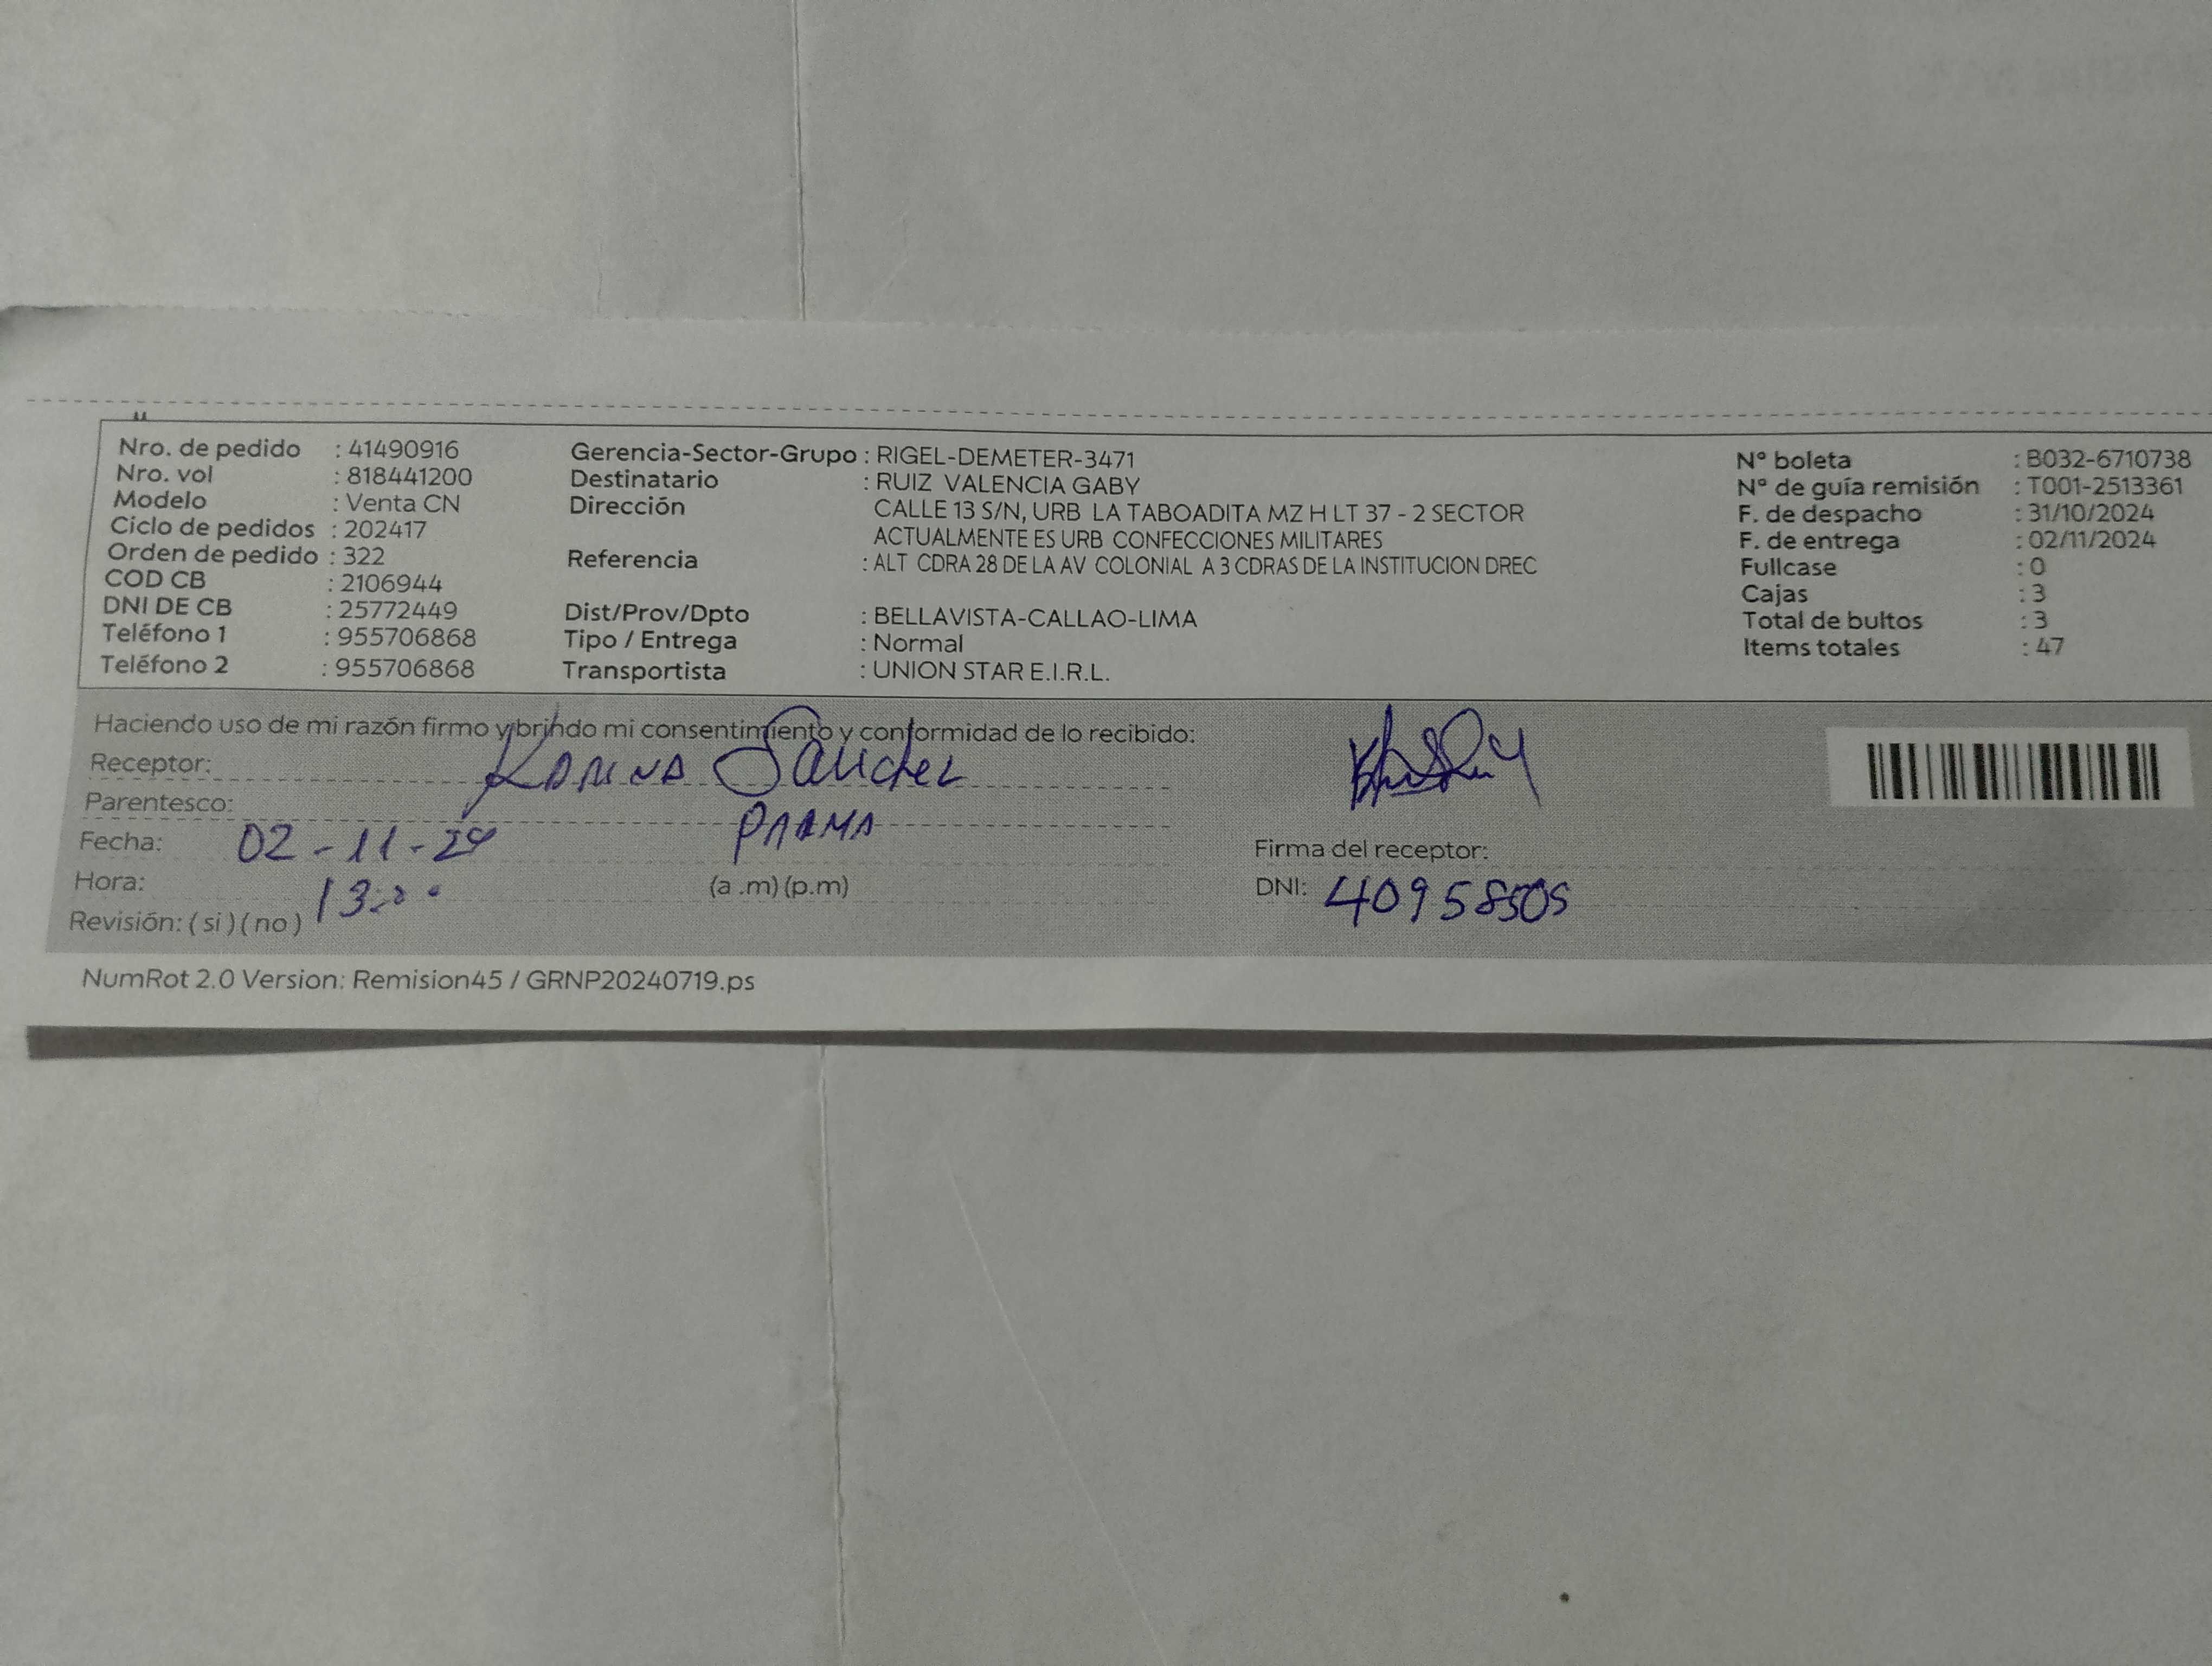 Nro. de pedido : 41490916
Nro. vol : 818441200
Modelo : Venta CN
Ciclo de pedidos : 202417
Orden de pedido : 322
COD CB : 2106944
DNI DE CB : 25772449
Teléfono 1 : 955706868
Teléfono 2 : 955706868
Gerencia-Sector-Grupo : RIGEL-DEMETER-3471
Destinatario : RUIZ VALENCIA GABY
Dirección CALLE 13 S/N, URB LA TABOADITA MZ H LT 37 - 2 SECTOR
ACTUALMENTE ES URB CONFECCIONES MILITARES
Referencia : ALT CDRA 28 DE LA AV COLONIAL A 3 CDRAS DE LA INSTITUCION DREC
Dist/Prov/Dpto : BELLAVISTA-CALLAO-LIMA
Tipo / Entrega : Normal
Transportista : UNION STAR E.I.R.L.
N° boleta : B032-6710738
N° de guía remisión : T001-2513361
F. de despacho : 31/10/2024
F. de entrega : 02/11/2024
Fullcase : 0
Cajas : 3
Total de bultos : 3
Items totales : 47
Haciendo uso de mi razón firmo y brindo mi consentimiento y conformidad de lo recibido:
Receptor: KARINA Sanchez
Parentesco: PARMA
Fecha: 02-11-24
Hora: 13:00 (a .m) (p.m)
Revisión: ( si ) ( no )
Firma del receptor:
DNI: 40958505
NumRot 2.0 Version: Remision45 / GRNP20240719.ps